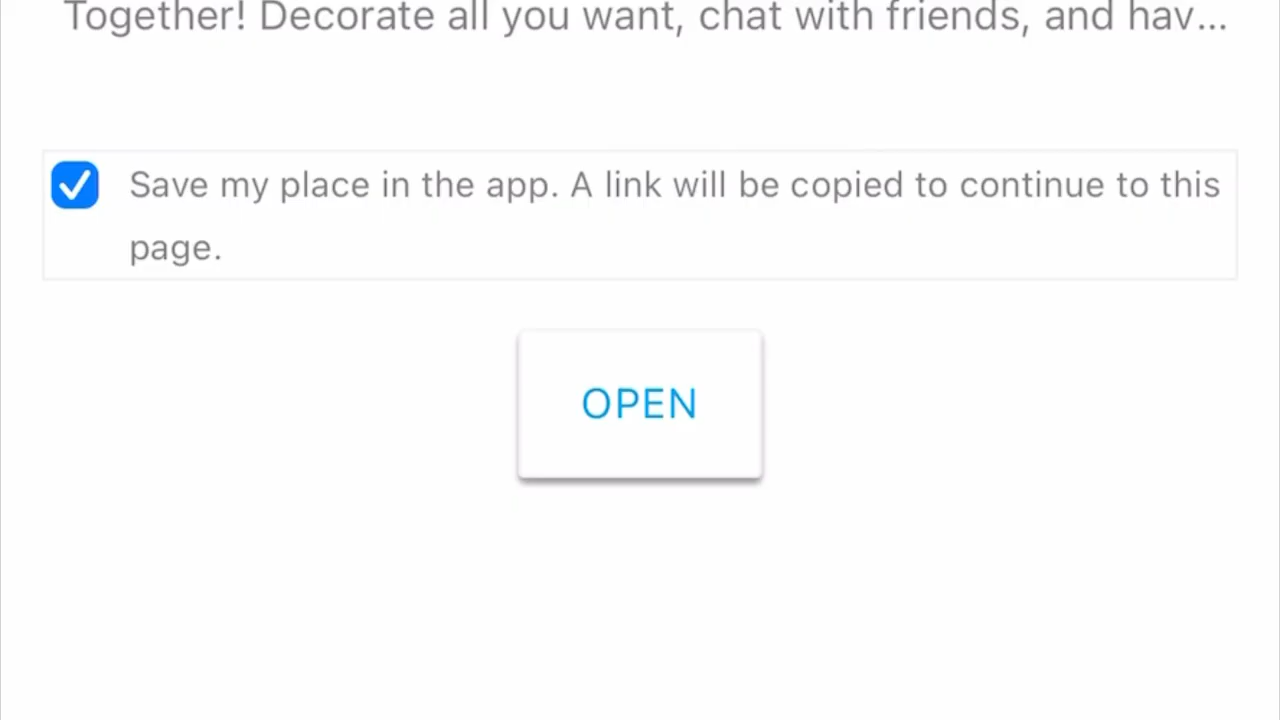 Together! Decorate all you want, chat with friends, and hav...
Save my place in the app. A link will be copied to continue to this
page.
OPEN